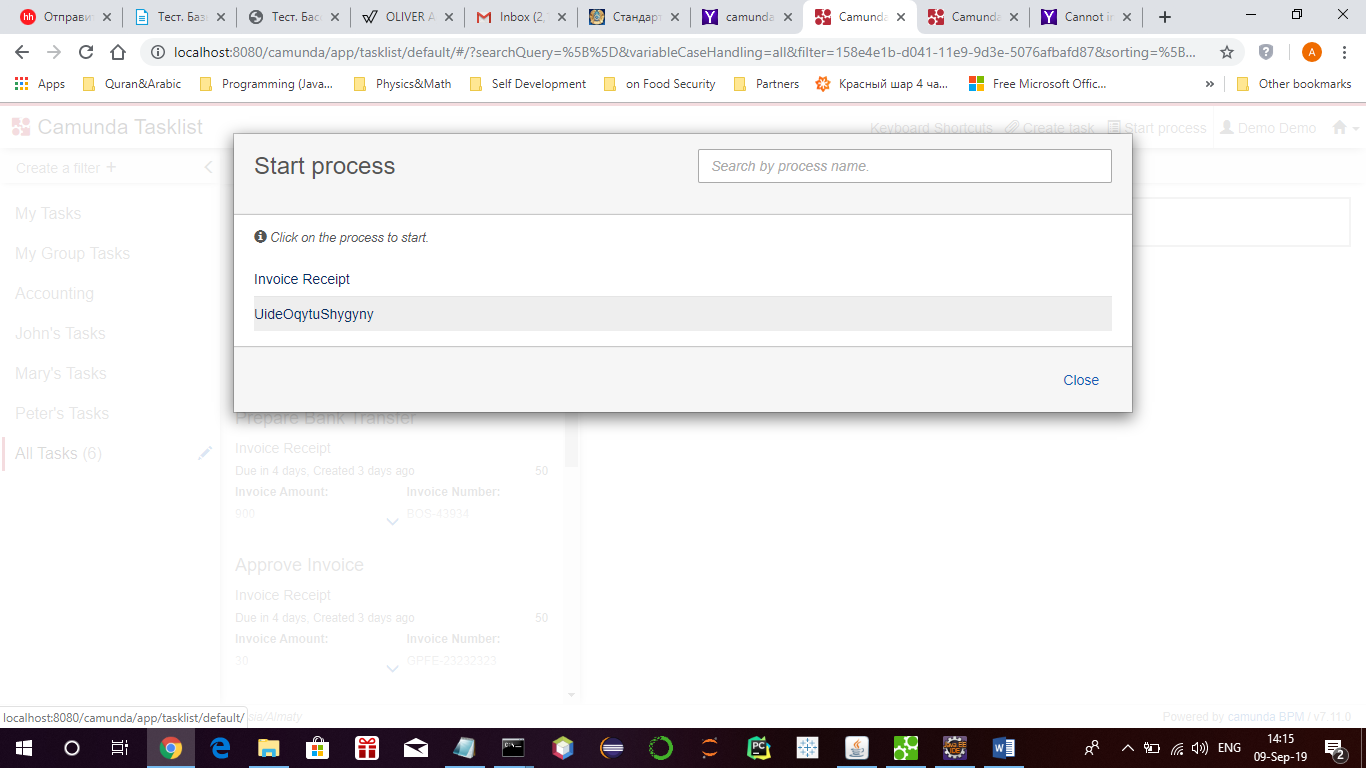 Отправи
Тест. Баз
Тест. Бас
OLIVER A
Inbox (2,
Стандарт
camunda
Camunda
Camunda
Cannot in
localhost:8080/camunda/app/tasklist/default/#/?searchQuery=%5B%5D&variableCaseHandling=all&filter=158e4e1b-d041-11e9-9d3e-5076afbafd87&sorting=%5B...
A
Apps Quran&Arabic Programming (Java... Physics&Math Self Development on Food Security Partners Красный шар 4 ча... Free Microsoft Offic... » Other bookmarks
Camunda Tasklist
Keyboard Shortcuts Create task Start process Demo Demo
Create a filter +
Start process
Search by process name.
Click on the process to start.
Invoice Receipt
UideOqytuShygyny
Close
My Tasks
My Group Tasks
Accounting
John's Tasks
Mary's Tasks
Peter's Tasks
All Tasks (6)
Prepare Bank Transfer
Invoice Receipt
Due in 4 days, Created 3 days ago 50
Invoice Amount: Invoice Number:
900 BOS-43934
Approve Invoice
Invoice Receipt
Due in 4 days, Created 3 days ago 50
Invoice Amount: Invoice Number:
30 GPFE-23232323
localhost:8080/camunda/app/tasklist/default/
sia/Almaty
Powered by camunda BPM / v7.11.0
ENG
14:15
09-Sep-19
2